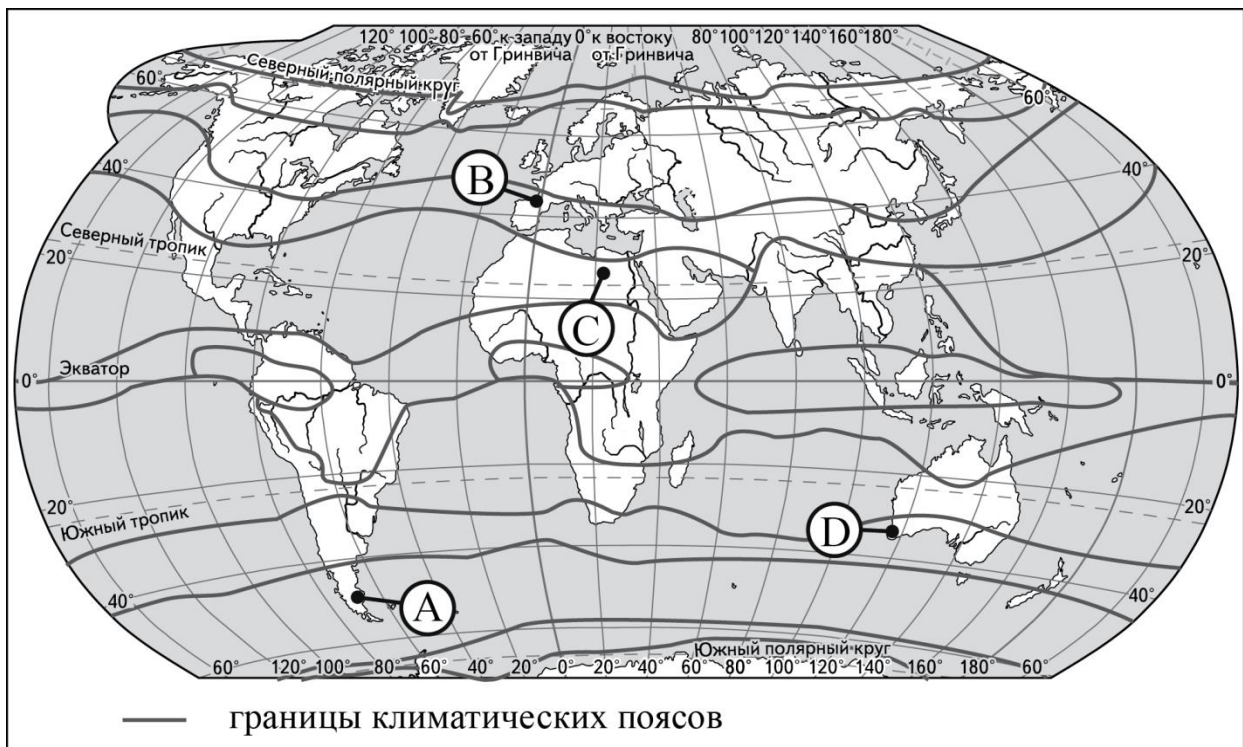 120° 100° 80° 60° к западу 0° к востоку 80° 100° 120° 140° 160° 180°
от Гринвича от Гринвича
Северный полярный круг
60° 60°
40° 40°
B
Северный тропик
20° 20°
C
Экватор
0° 0°
20° 20°
Южный тропик
D
40° 40°
A
Южный полярный круг
60° 120° 100° 80° 60° 40° 20° 0° 20° 40° 60° 80° 100° 120° 140° 160° 180° 60°
границы климатических поясов